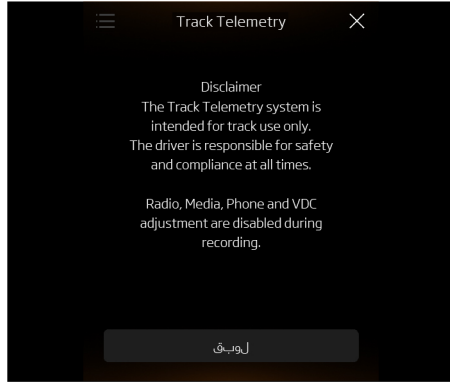 Track Telemetry
Disclaimer
The Track Telemetry system is
intended for track use only.
The driver is responsible for safety
and compliance at all times.
Radio, Media, Phone and VDC
adjustment are disabled during
recording.
لوبق